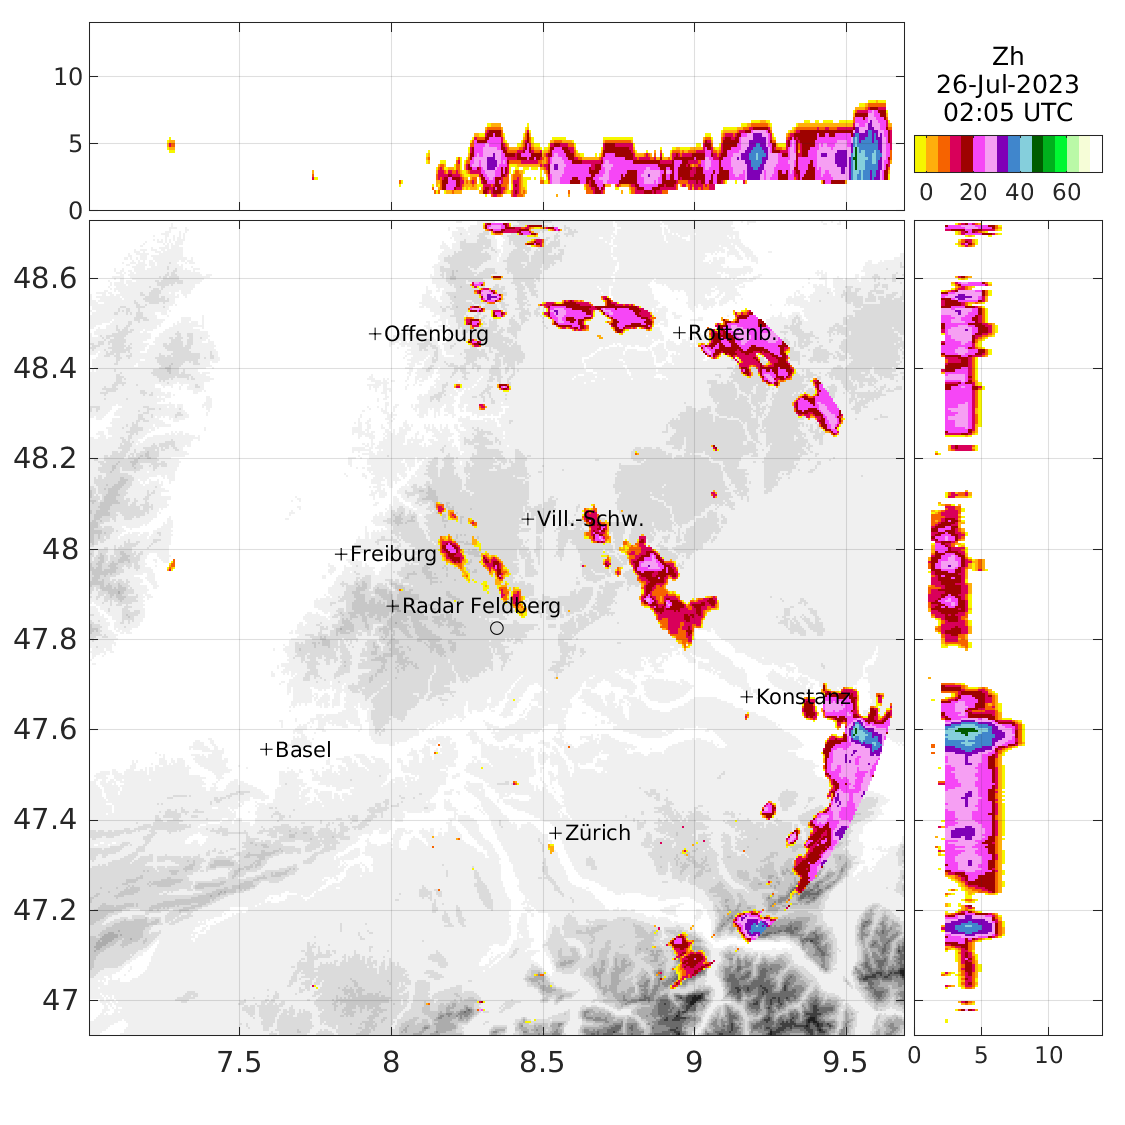 10
5
0
Zh
26-Jul-2023
02:05 UTC
0 20 40 60
48.6
48.4
48.2
48
47.8
47.6
47.4
47.2
47
+Offenburg
+Rottenb.
+Vill.-Schw.
+Freiburg
+Radar Feldberg
+Konstanz
+Basel
+Zürich
7.5 8 8.5 9 9.5
0 5 10